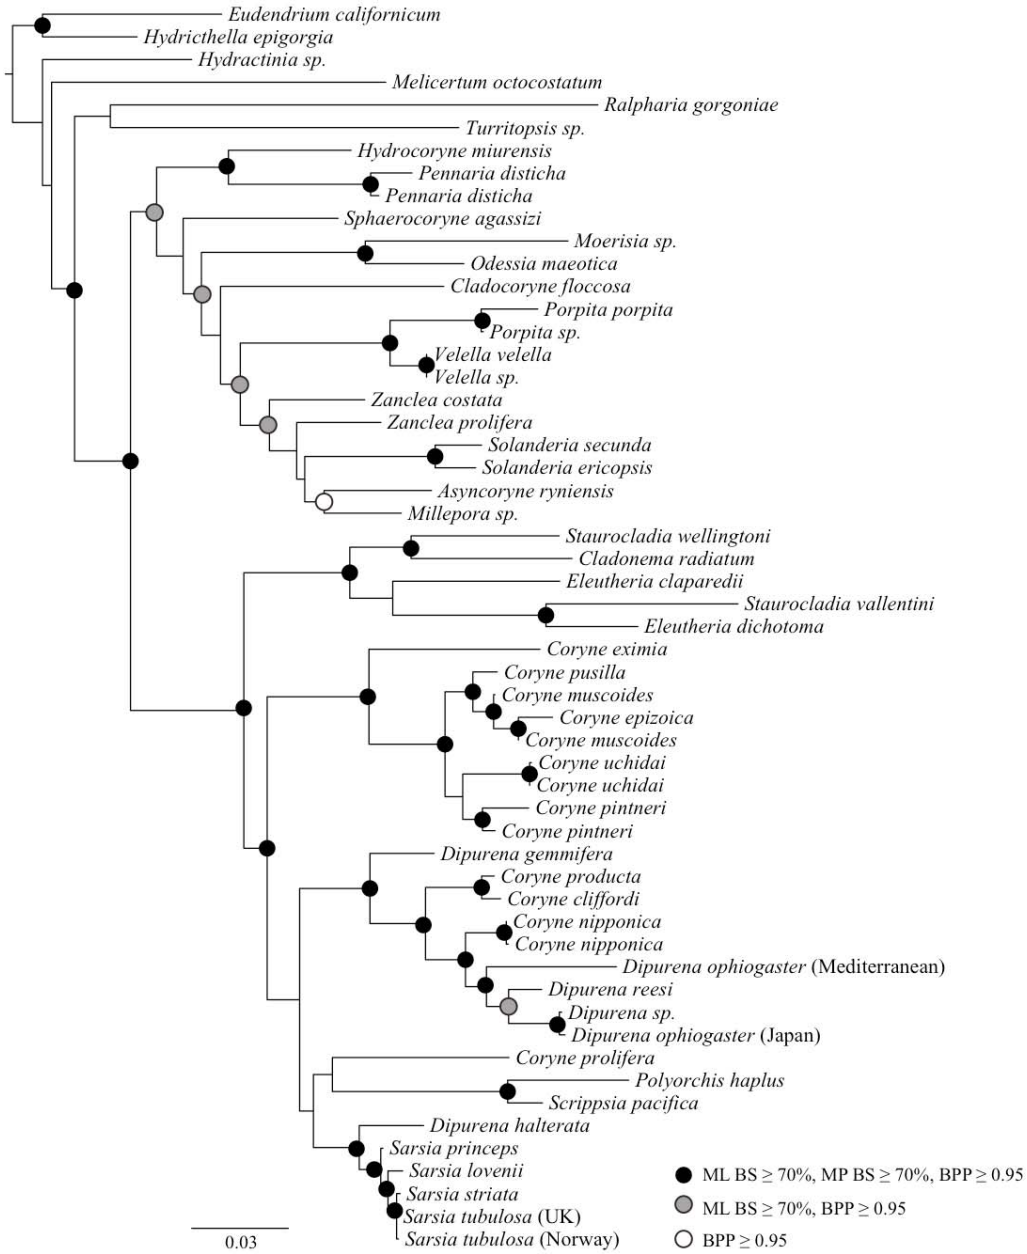 Eudendrium californicum
Hydricthella epigorgia
Hydractinia sp.
Melicertum octocostatum
Ralpharia gorgoniae
Turritopsis sp.
Hydrocoryne miurensis
Pennaria disticha
Pennaria disticha
Sphaerocoryne agassizi
Moerisia sp.
Odessia maeotica
Cladocoryne floccosa
Porpita porpita
Porpita sp.
Velella velella
Velella sp.
Zanclea costata
Zanclea prolifera
Solanderia secunda
Solanderia ericopsis
Asyncoryne ryniensis
Millepora sp.
Staurocladia wellingtoni
Cladonema radiatum
Eleutheria claparedii
Staurocladia vallentini
Eleutheria dichotoma
Coryne eximia
Coryne pusilla
Coryne muscoides
Coryne epizoica
Coryne muscoides
Coryne uchidai
Coryne uchidai
Coryne pintneri
Coryne pintneri
Dipurena gemmifera
Coryne producta
Coryne cliffordi
Coryne nipponica
Coryne nipponica
Dipurena ophiogaster (Mediterranean)
Dipurena reesi
Dipurena sp.
Dipurena ophiogaster (Japan)
Coryne prolifera
Polyorchis haplus
Scrippsia pacifica
Dipurena halterata
Sarsia princeps
Sarsia lovenii
Sarsia striata
Sarsia tubulosa (UK)
Sarsia tubulosa (Norway)
ML BS ≥ 70%, MP BS ≥ 70%, BPP ≥ 0.95
ML BS ≥ 70%, BPP ≥ 0.95
BPP ≥ 0.95
0.03